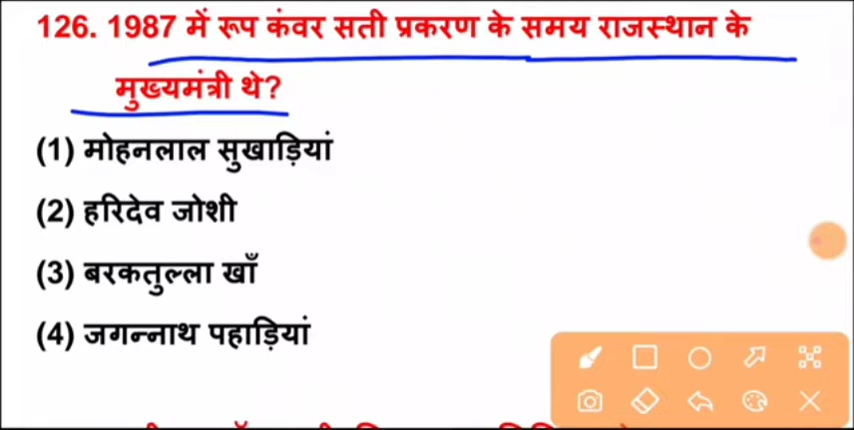 126. 1987 में रूप कंवर सती प्रकरण के समय राजस्थान के
मुख्यमंत्री थे?
(1) मोहनलाल सुखाड़ियां
(2) हरिदेव जोशी
(3) बरकतुल्ला खाँ
(4) जगन्नाथ पहाड़ियां